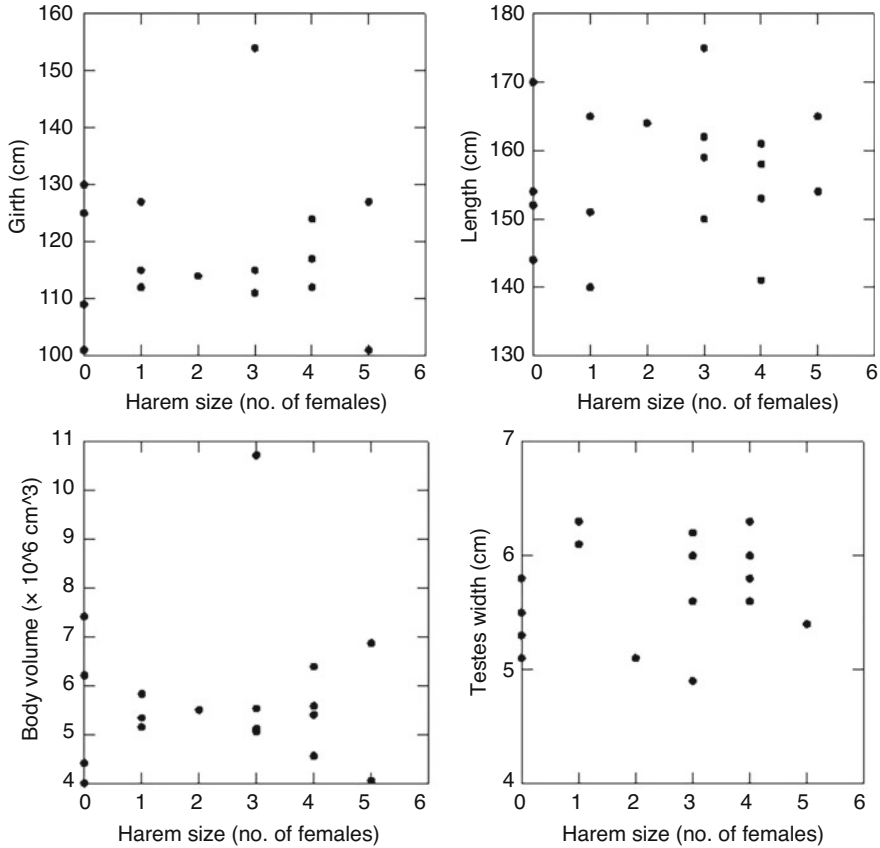 Girth (cm)
160
150
140
130
120
110
100
0 1 2 3 4 5 6
Harem size (no. of females)
Length (cm)
180
170
160
150
140
130
0 1 2 3 4 5 6
Harem size (no. of females)
Body volume (× 10^6 cm^3)
11
10
9
8
7
6
5
4
0 1 2 3 4 5 6
Harem size (no. of females)
Testes width (cm)
7
6
5
4
0 1 2 3 4 5 6
Harem size (no. of females)